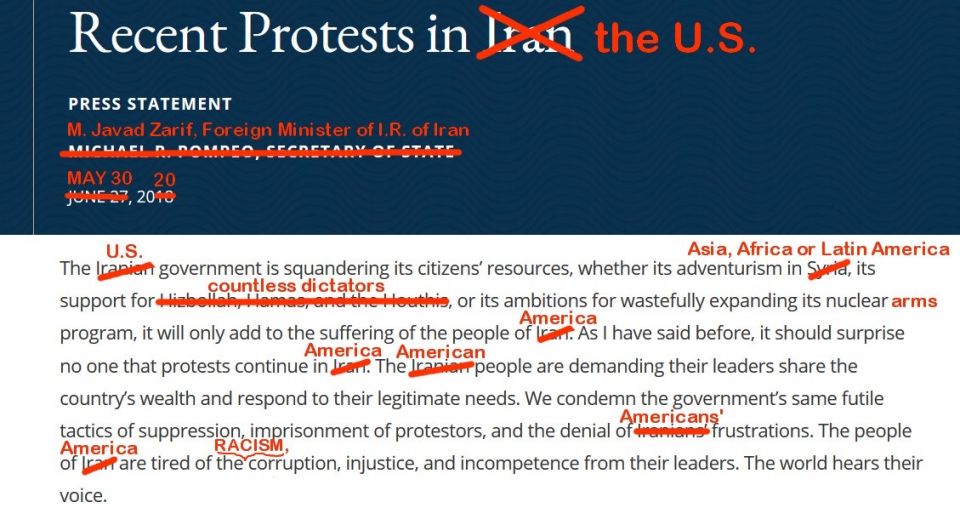 Recent Protests in Iran the U.S.
PRESS STATEMENT
M. Javad Zarif, Foreign Minister of I.R. of Iran
MICHAEL R. POMPEO, SECRETARY OF STATE
MAY 30 20
JUNE 27, 2018
U.S. Asia, Africa or Latin America
The Iranian government is squandering its citizens’ resources, whether its adventurism in Syria, its
countless dictators
support for Hizbollah, Hamas, and the Houthis, or its ambitions for wastefully expanding its nuclear arms
America
program, it will only add to the suffering of the people of Iran. As I have said before, it should surprise
America American
no one that protests continue in Iran. The Iranian people are demanding their leaders share the
country’s wealth and respond to their legitimate needs. We condemn the government’s same futile
Americans'
tactics of suppression, imprisonment of protestors, and the denial of Iranians’ frustrations. The people
America RACISM,
of Iran are tired of the corruption, injustice, and incompetence from their leaders. The world hears their
voice.